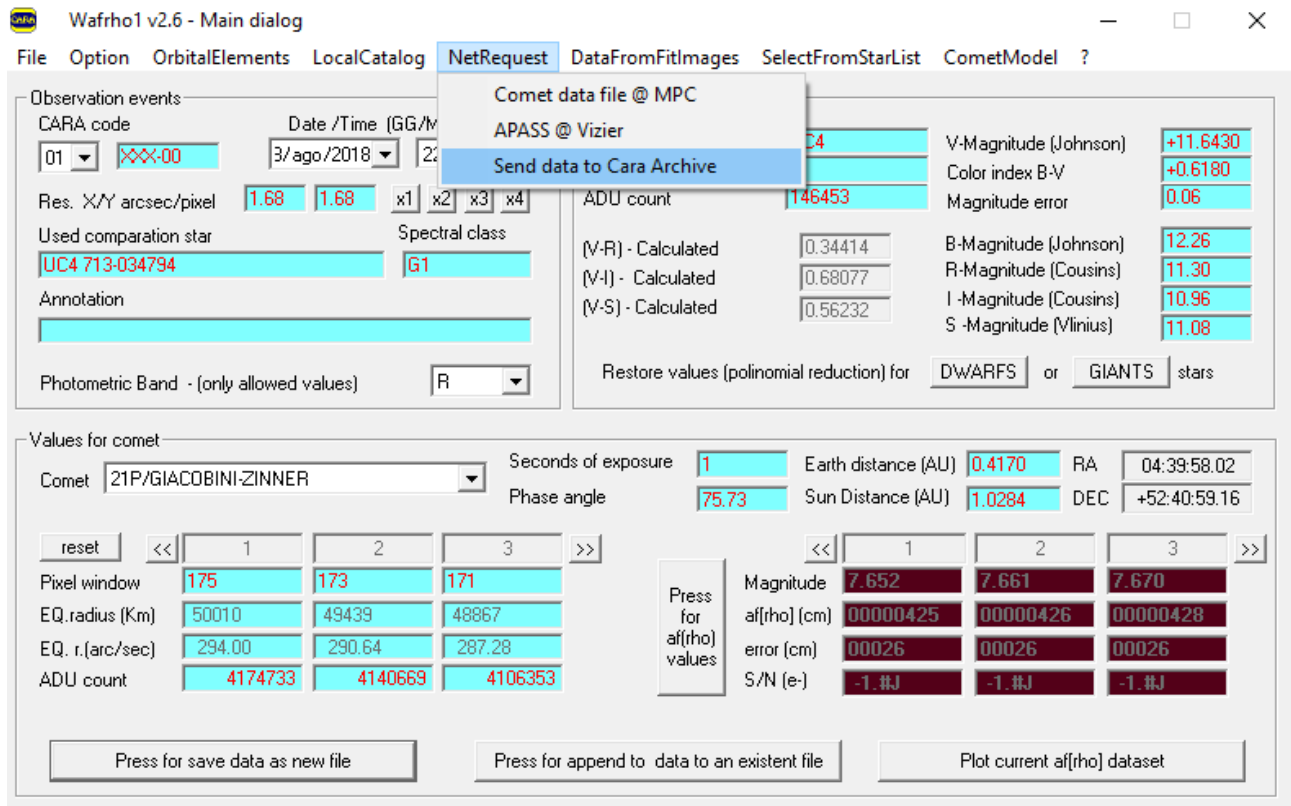 CARA Wafrho1 v2.6 - Main dialog
File Option OrbitalElements LocalCatalog NetRequest DataFromFitImages SelectFromStarList CometModel ?
Comet data file @ MPC
APASS @ Vizier
Send data to Cara Archive
Observation events
CARA code Date /Time (GG/M
01 XXX-00 3/ago/2018 22
Res. X/Y arcsec/pixel 1.68 1.68 x1 x2 x3 x4
Used comparation star Spectral class
UC4 713-034794 G1
Annotation
Photometric Band - (only allowed values) R
C4 V-Magnitude (Johnson) +11.6430
Color index B-V +0.6180
ADU count 146453 Magnitude error 0.06
(V-R) - Calculated 0.34414 B-Magnitude (Johnson) 12.26
(V-I) - Calculated 0.68077 R-Magnitude (Cousins) 11.30
(V-S) - Calculated 0.56232 I -Magnitude (Cousins) 10.96
S -Magnitude (Vlinius) 11.08
Restore values (polinomial reduction) for DWARFS or GIANTS stars
Values for comet
Comet 21P/GIACOBINI-ZINNER Seconds of exposure 1 Earth distance (AU) 0.4170 RA 04:39:58.02
Phase angle 75.73 Sun Distance (AU) 1.0284 DEC +52:40:59.16
reset << 1 2 3 >>
Pixel window 175 173 171
EQ.radius (Km) 50010 49439 48867
EQ. r.(arc/sec) 294.00 290.64 287.28
ADU count 4174733 4140669 4106353
Press
for
af(rho)
values
<< 1 2 3 >>
Magnitude 7.652 7.661 7.670
af[rho] (cm) 00000425 00000426 00000428
error (cm) 00026 00026 00026
S/N (e-) -1.#J -1.#J -1.#J
Press for save data as new file Press for append to data to an existent file Plot current af[rho] dataset